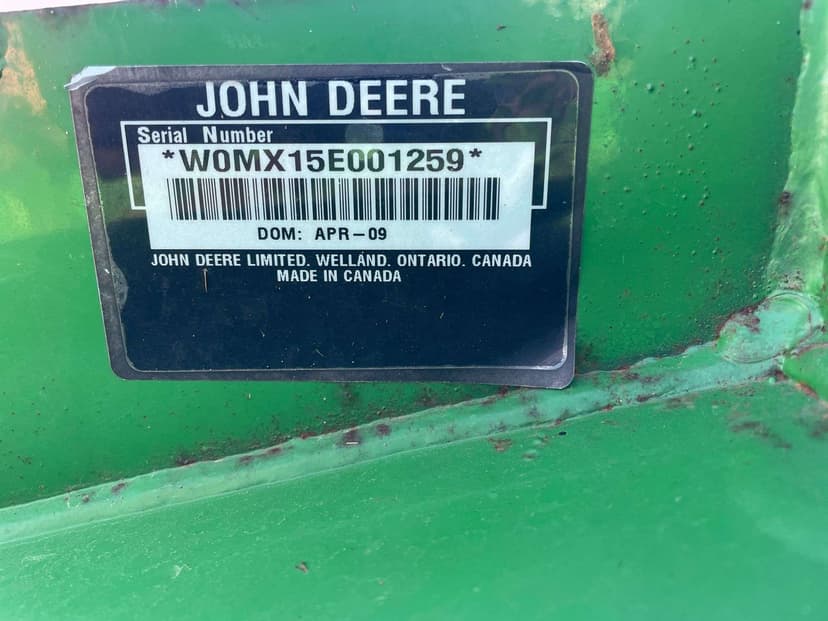 JOHN DEERE
Serial Number
*W0MX15E001259*
DOM: APR-09
JOHN DEERE LIMITED. WELLAND. ONTARIO. CANADA
MADE IN CANADA